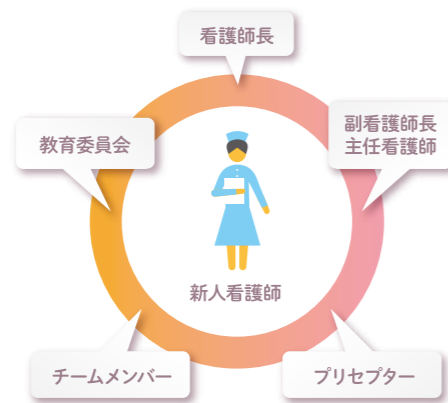 看護師長
副看護師長
主任看護師
教育委員会
新人看護師
チームメンバー
プリセプター